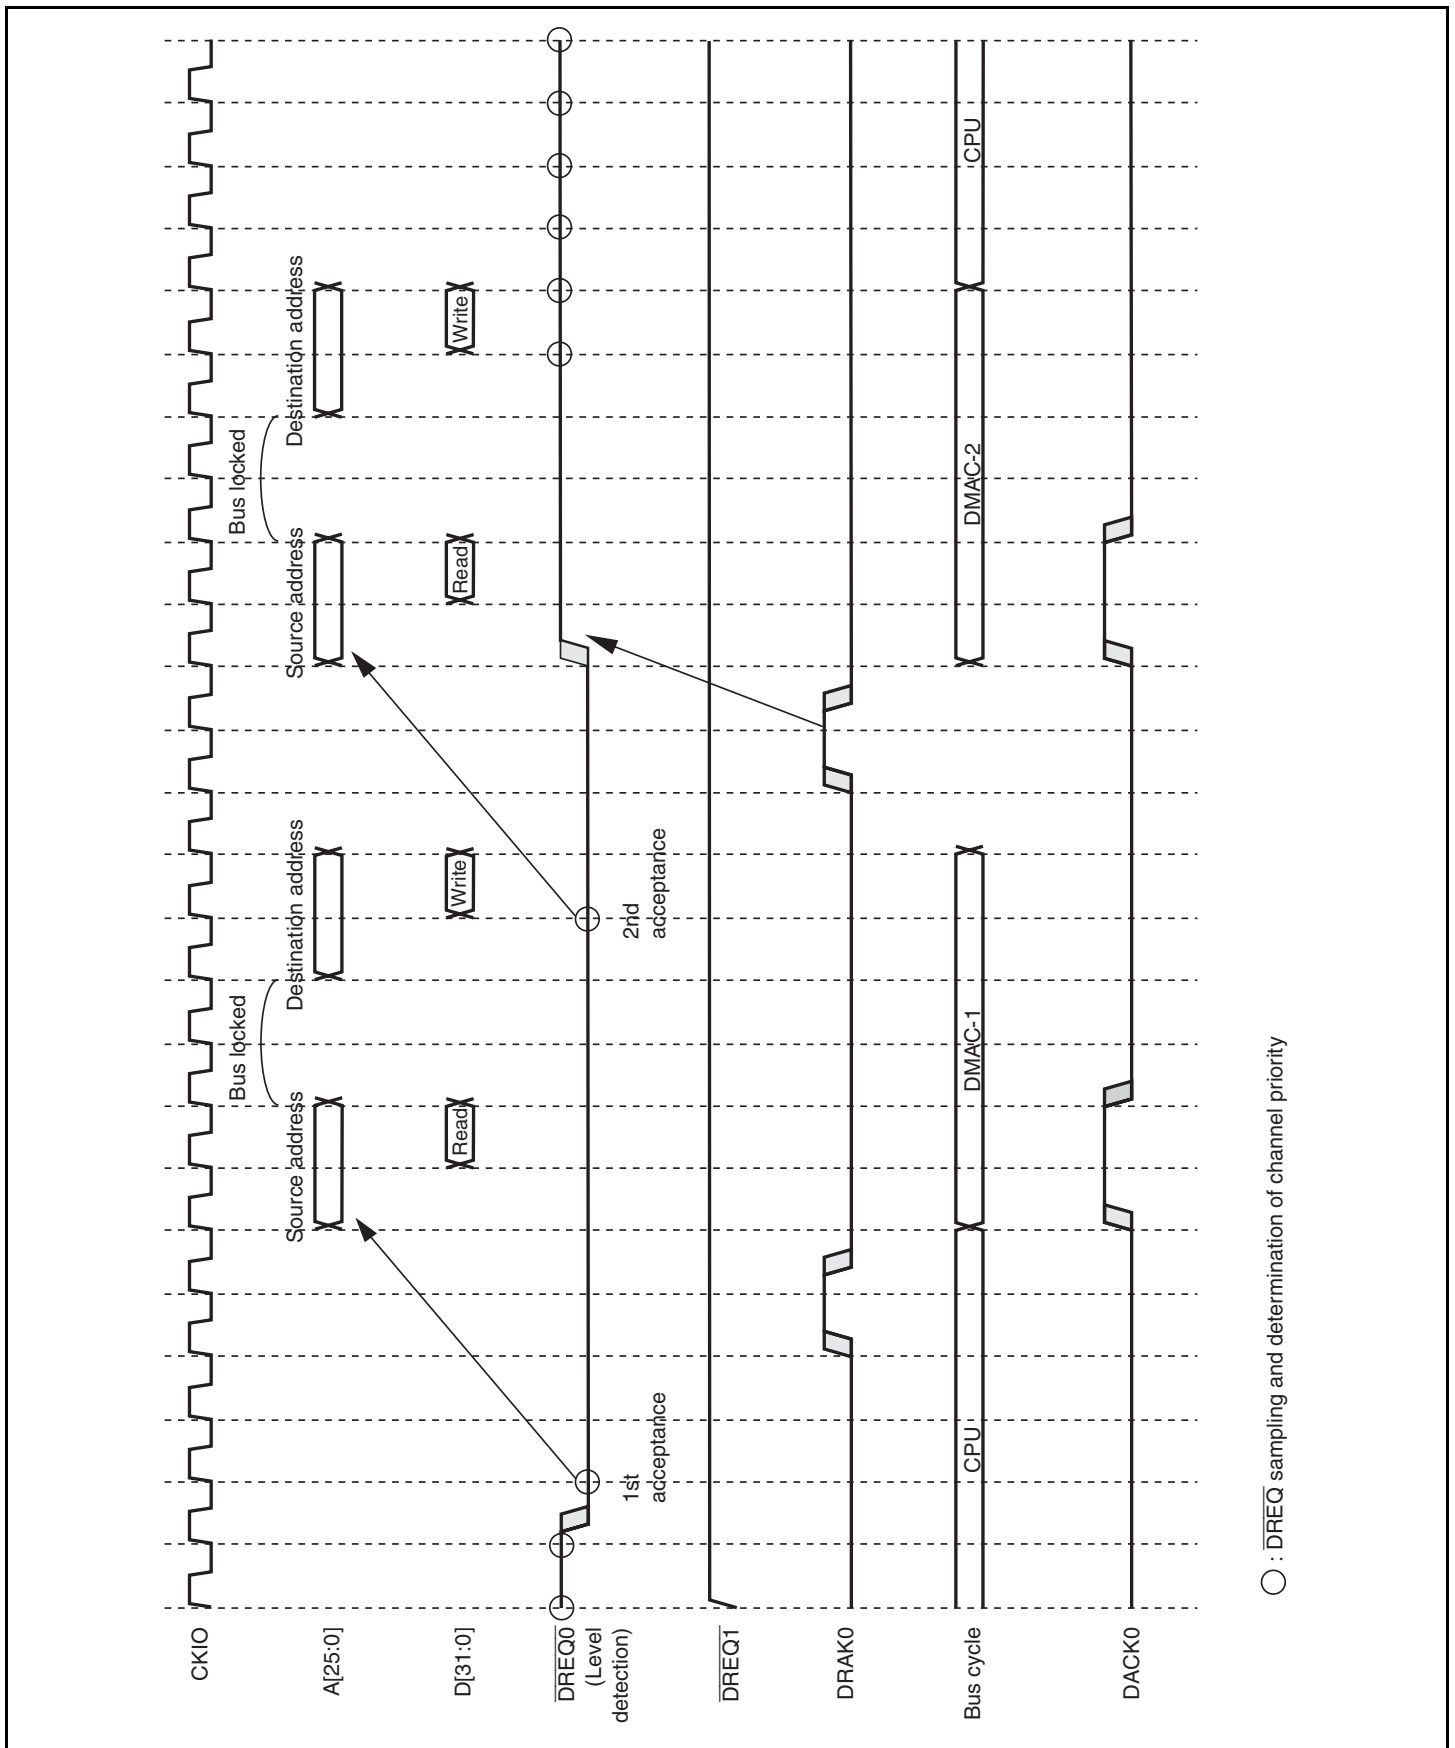 CKIO
Bus locked
Bus locked
Source address
Destination address
Source address
Destination address
A[25:0]
D[31:0]
Read
Write
Read
Write
DREQ0
(Level
detection)
1st
acceptance
2nd
acceptance
DREQ1
DRAK0
Bus cycle
CPU
DMAC-1
DMAC-2
CPU
DACK0
: DREQ sampling and determination of channel priority